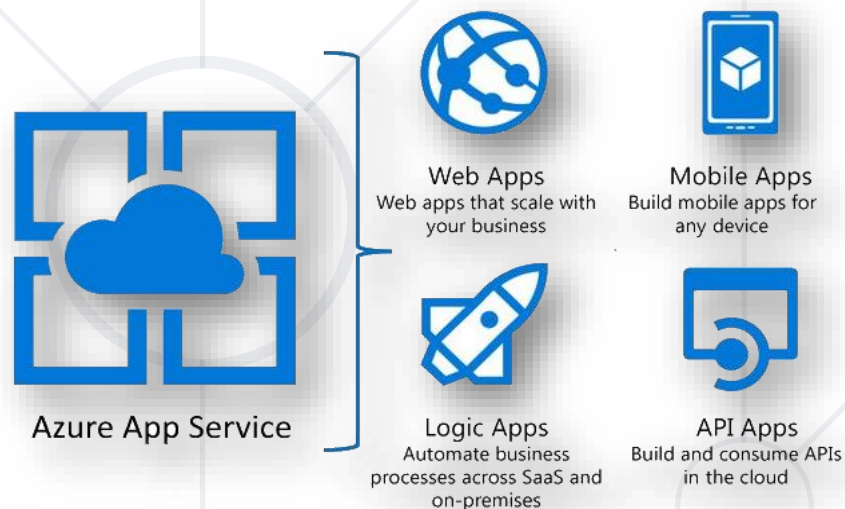 Azure App Service
Web Apps
Web apps that scale with
your business
Mobile Apps
Build mobile apps for
any device
Logic Apps
Automate business
processes across SaaS and
on-premises
API Apps
Build and consume APIs
in the cloud